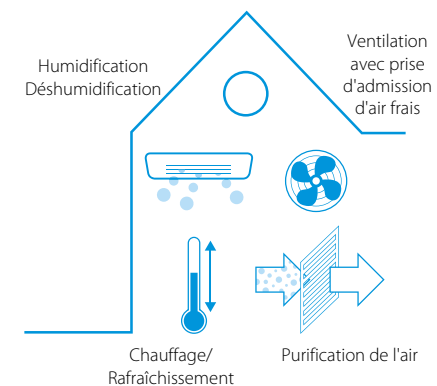 Humidification
Déshumidification
Ventilation
avec prise
d'admission
d'air frais
Chauffage/
Rafraîchissement
Purification de l'air